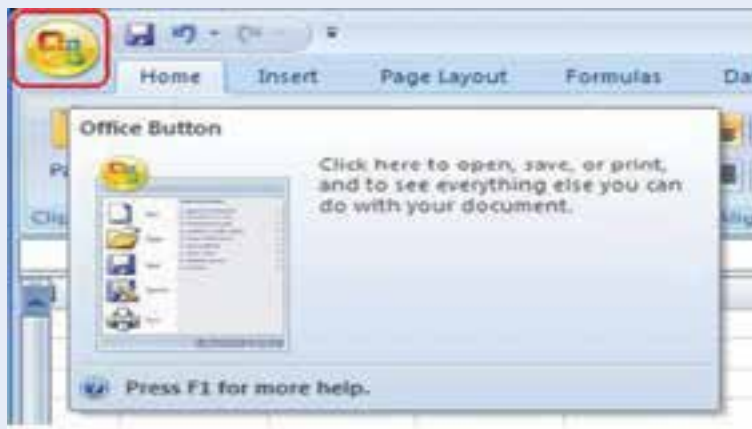 Home Insert Page Layout Formulas Da
Office Button
Click here to open, save, or print,
and to see everything else you can
do with your document.
Press F1 for more help.